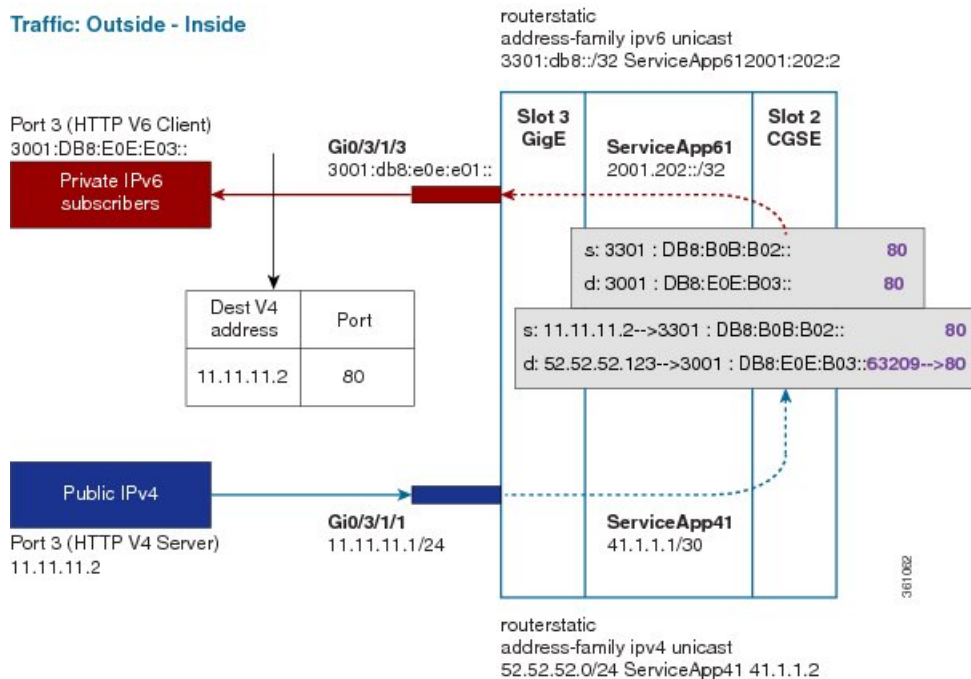 Traffic: Outside - Inside
routerstatic
address-family ipv6 unicast
3301:db8::/32 ServiceApp612001:202:2
Port 3 (HTTP V6 Client)
3001:DB8:E0E:E03::
Private IPv6
subscribers
Gi0/3/1/3
3001:db8:e0e:e01::
Slot 3
GigE
ServiceApp61
2001.202::/32
Slot 2
CGSE
s: 3301 : DB8:B0B:B02:: 80
d: 3001 : DB8:E0E:B03:: 80
Dest V4
address
Port
11.11.11.2
80
s: 11.11.11.2-->3301 : DB8:B0B:B02:: 80
d: 52.52.52.123-->3001 : DB8:E0E:B03::63209-->80
Public IPv4
Port 3 (HTTP V4 Server)
11.11.11.2
Gi0/3/1/1
11.11.11.1/24
ServiceApp41
41.1.1.1/30
361062
routerstatic
address-family ipv4 unicast
52.52.52.0/24 ServiceApp41 41.1.1.2